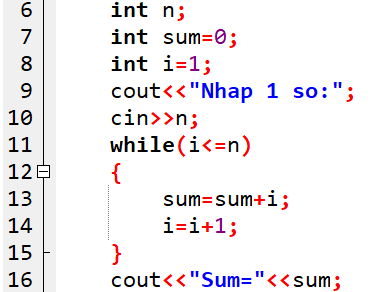 6 int n;
7 int sum=0;
8 int i=1;
9 cout<<"Nhap 1 so:";
10 cin>>n;
11 while(i<=n)
12 {
13 sum=sum+i;
14 i=i+1;
15 }
16 cout<<"Sum="<<sum;